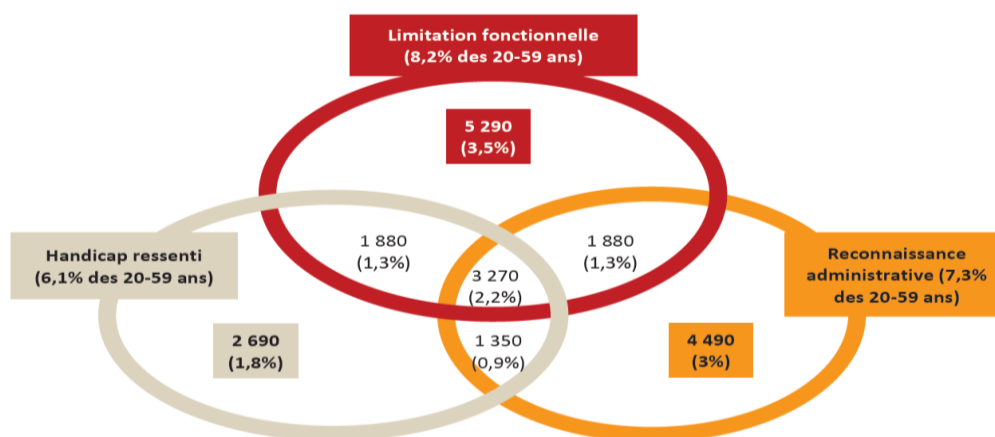 Limitation fonctionnelle
(8,2% des 20-59 ans)
5 290
(3,5%)
Handicap ressenti
(6,1% des 20-59 ans)
1 880
(1,3%)
3 270
(2,2%)
1 880
(1,3%)
Reconnaissance
administrative (7,3%
des 20-59 ans)
2 690
(1,8%)
1 350
(0,9%)
4 490
(3%)